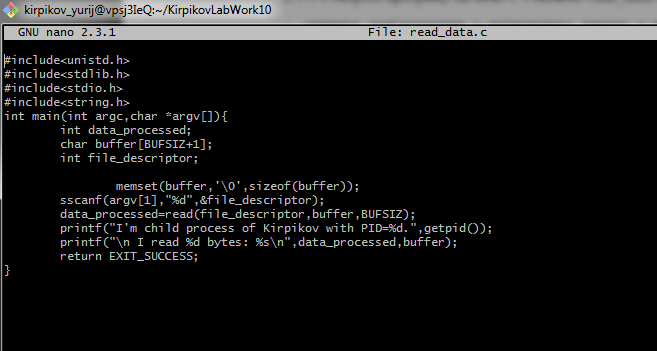 kirpikov_yurij@vpsj3IeQ:~/KirpikovLabWork10
GNU nano 2.3.1 File: read_data.c
#include<unistd.h>
#include<stdlib.h>
#include<stdio.h>
#include<string.h>
int main(int argc,char *argv[]){
int data_processed;
char buffer[BUFSIZ+1];
int file_descriptor;
memset(buffer,'\0',sizeof(buffer));
sscanf(argv[1],"%d",&file_descriptor);
data_processed=read(file_descriptor,buffer,BUFSIZ);
printf("I'm child process of Kirpikov with PID=%d.",getpid());
printf("\n I read %d bytes: %s\n",data_processed,buffer);
return EXIT_SUCCESS;
}